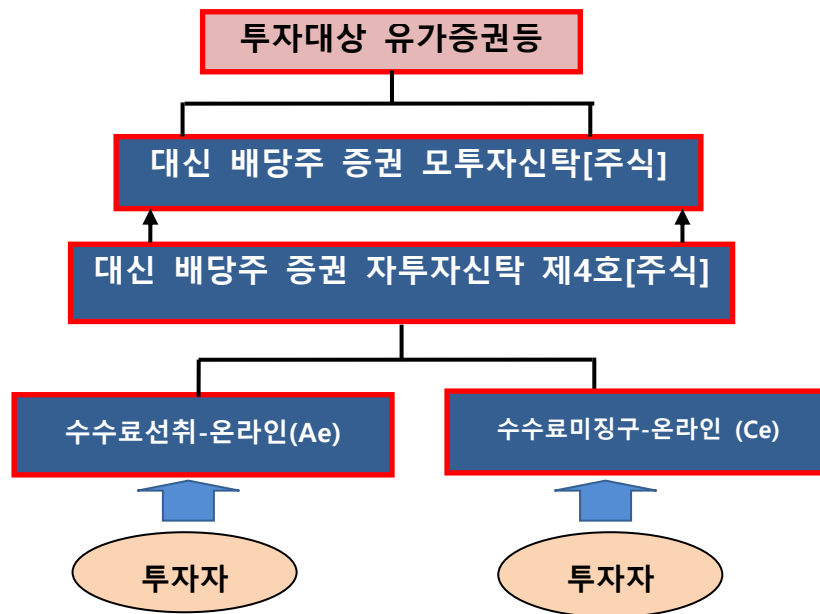 투자대상 유가증권등
대신 배당주 증권 모투자신탁[주식]
대신 배당주 증권 자투자신탁 제4호[주식]
수수료선취-온라인(Ae)
수수료미징구-온라인 (Ce)
투자자
투자자